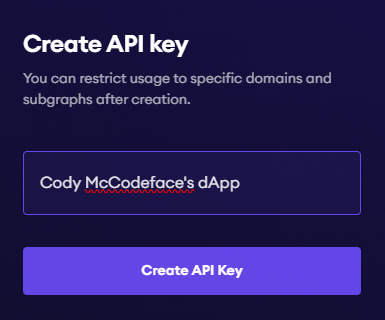 Create API key
You can restrict usage to specific domains and
subgraphs after creation.
Cody McCodeface's dApp
Create API Key